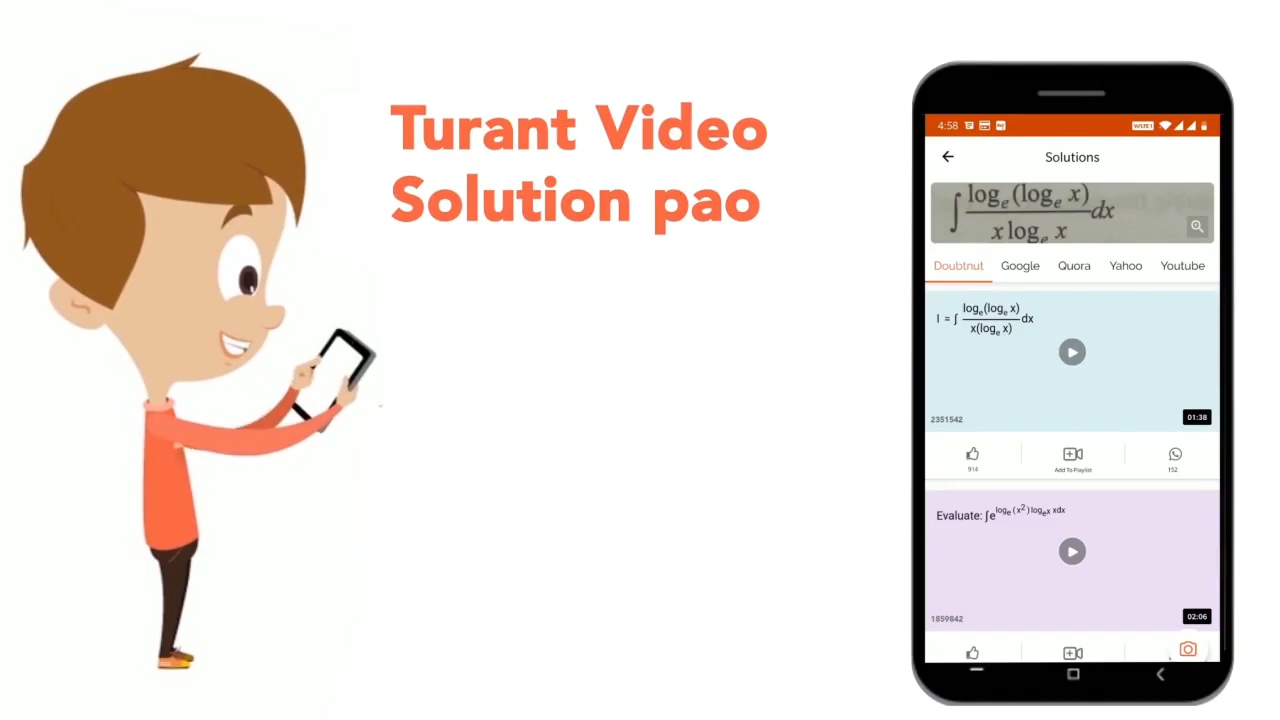 Turant Video
Solution pao
4:58
Solutions
∫ logₑ(logₑ x) / x logₑ x dx
Doubtnut Google Quora Yahoo Youtube
I = ∫ logₑ(logₑ x) / x(logₑ x) dx
2351542 01:38
914 Add To Playlist 152
Evaluate: ∫e^logₑ(x²)logₑx xdx
1859842 02:06